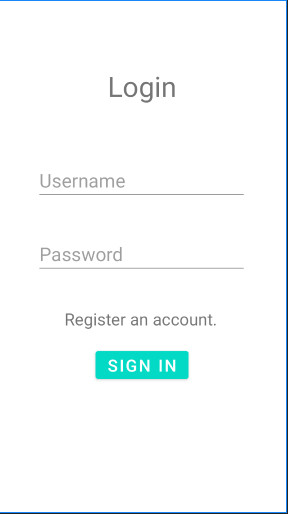 Login
Username
Password
Register an account.
SIGN IN